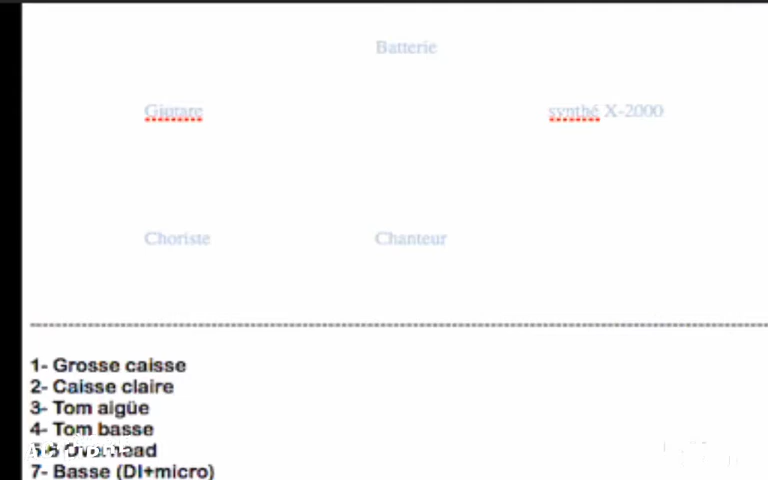 Batterie
Giutare synthé X-2000
Choriste Chanteur
1- Grosse caisse
2- Caisse claire
3- Tom aigüe
4- Tom basse
7- Basse (DI+micro)